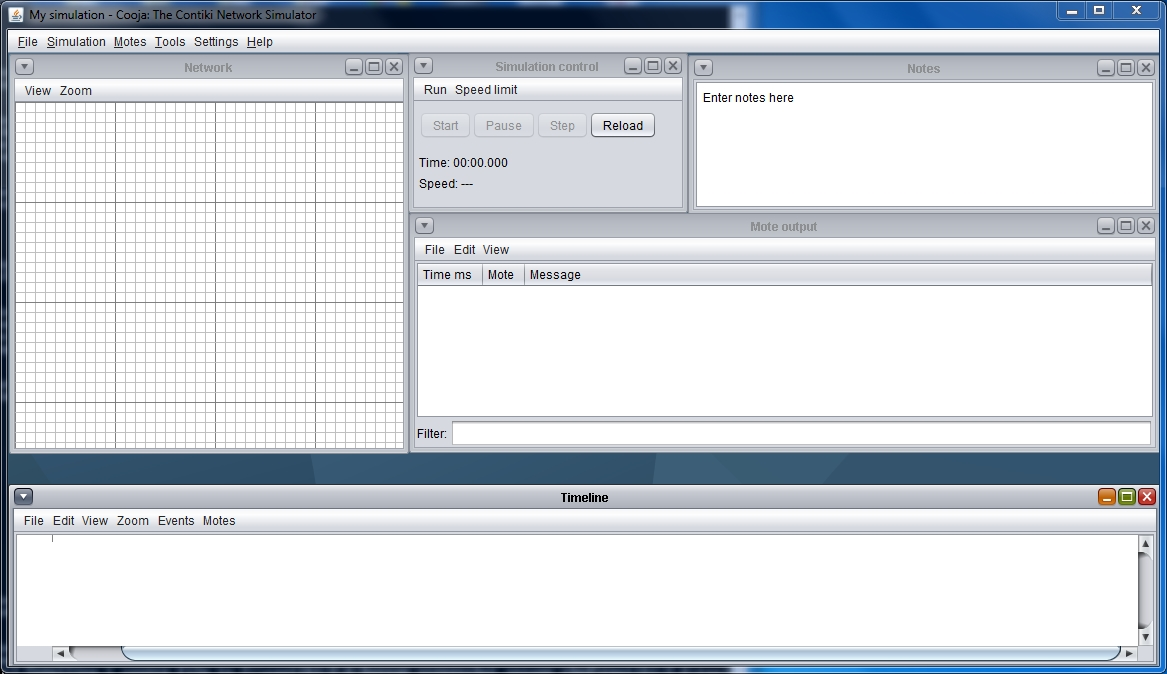 My simulation - Cooja: The Contiki Network Simulator
File Simulation Motes Tools Settings Help
Network
View Zoom
Simulation control
Run Speed limit
Start Pause Step Reload
Time: 00:00.000
Speed: ---
Notes
Enter notes here
Mote output
File Edit View
Time ms Mote Message
Filter:
Timeline
File Edit View Zoom Events Motes